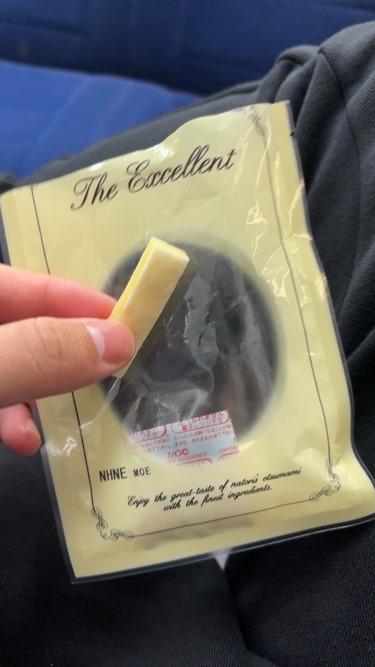 The Excellent
NHNE MOE
Enjoy the great-taste of natori's otsumami
with the finest ingredients.